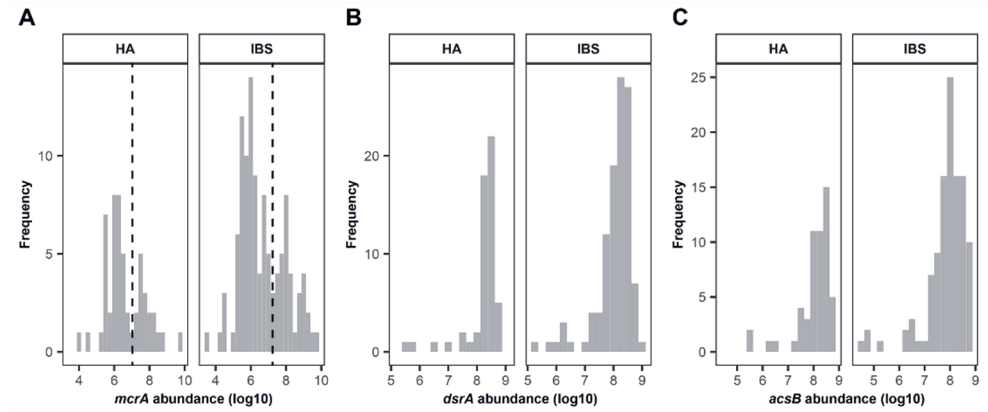 A
HA
IBS
Frequency
10
5
0
4 6 8 10
4 6 8 10
mcrA abundance (log10)
B
HA
IBS
Frequency
20
10
0
5 6 7 8 9
5 6 7 8 9
dsrA abundance (log10)
C
HA
IBS
Frequency
25
20
15
10
5
0
5 6 7 8 9
5 6 7 8 9
acsB abundance (log10)